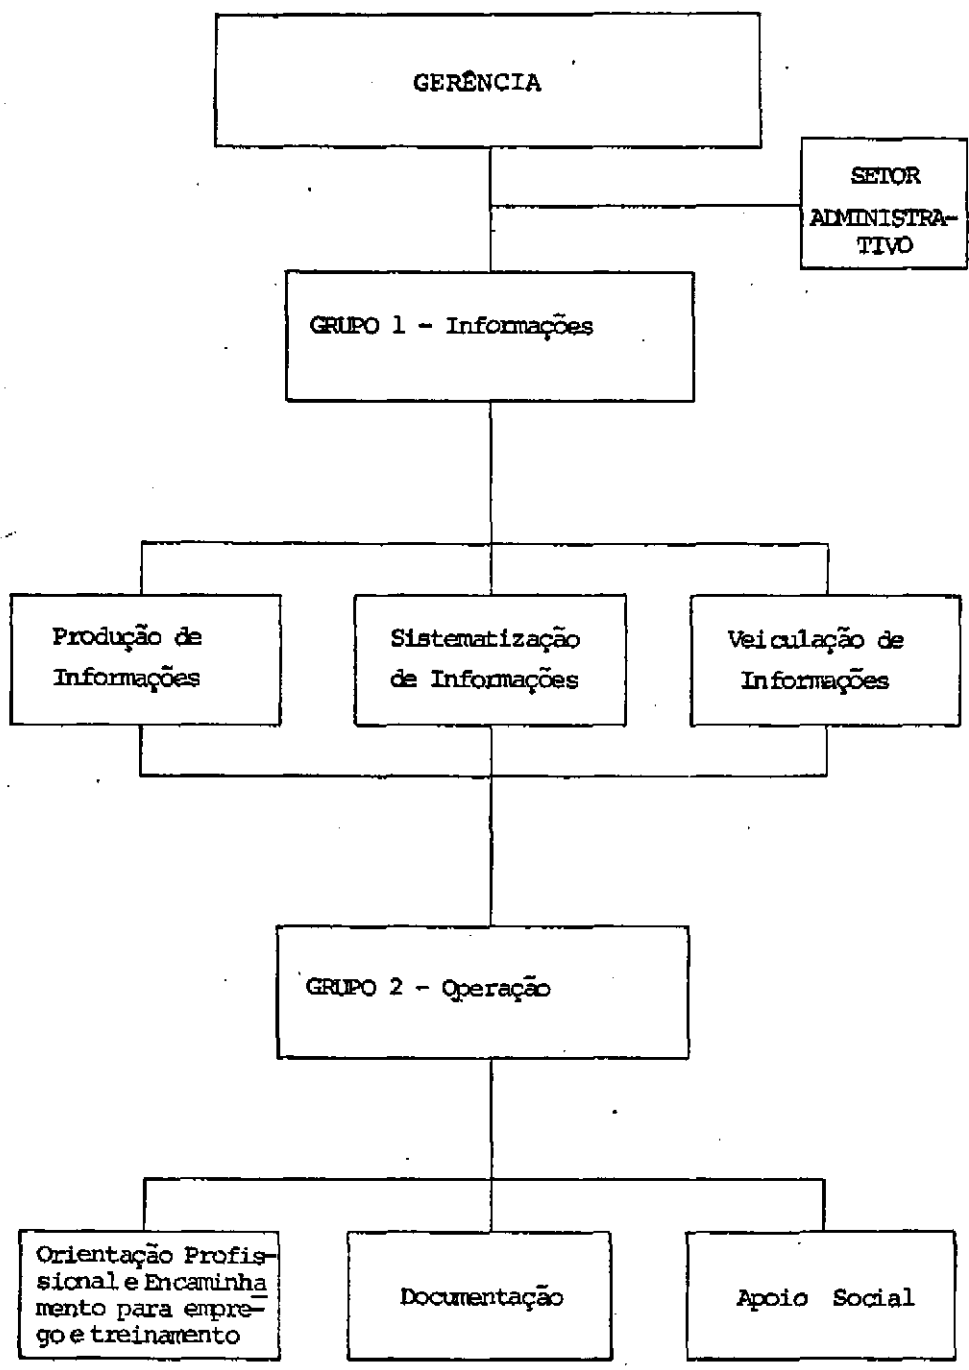 GERÊNCIA
SETOR
ADMINISTRA-
TIVO
GRUPO 1 - Informações
Produção de
Informações
Sistematização
de Informações
Veiculação de
Informações
GRUPO 2 - Operação
Orientação Profis-
sional e Encaminha
mento para empre-
go e treinamento
Documentação
Apoio Social